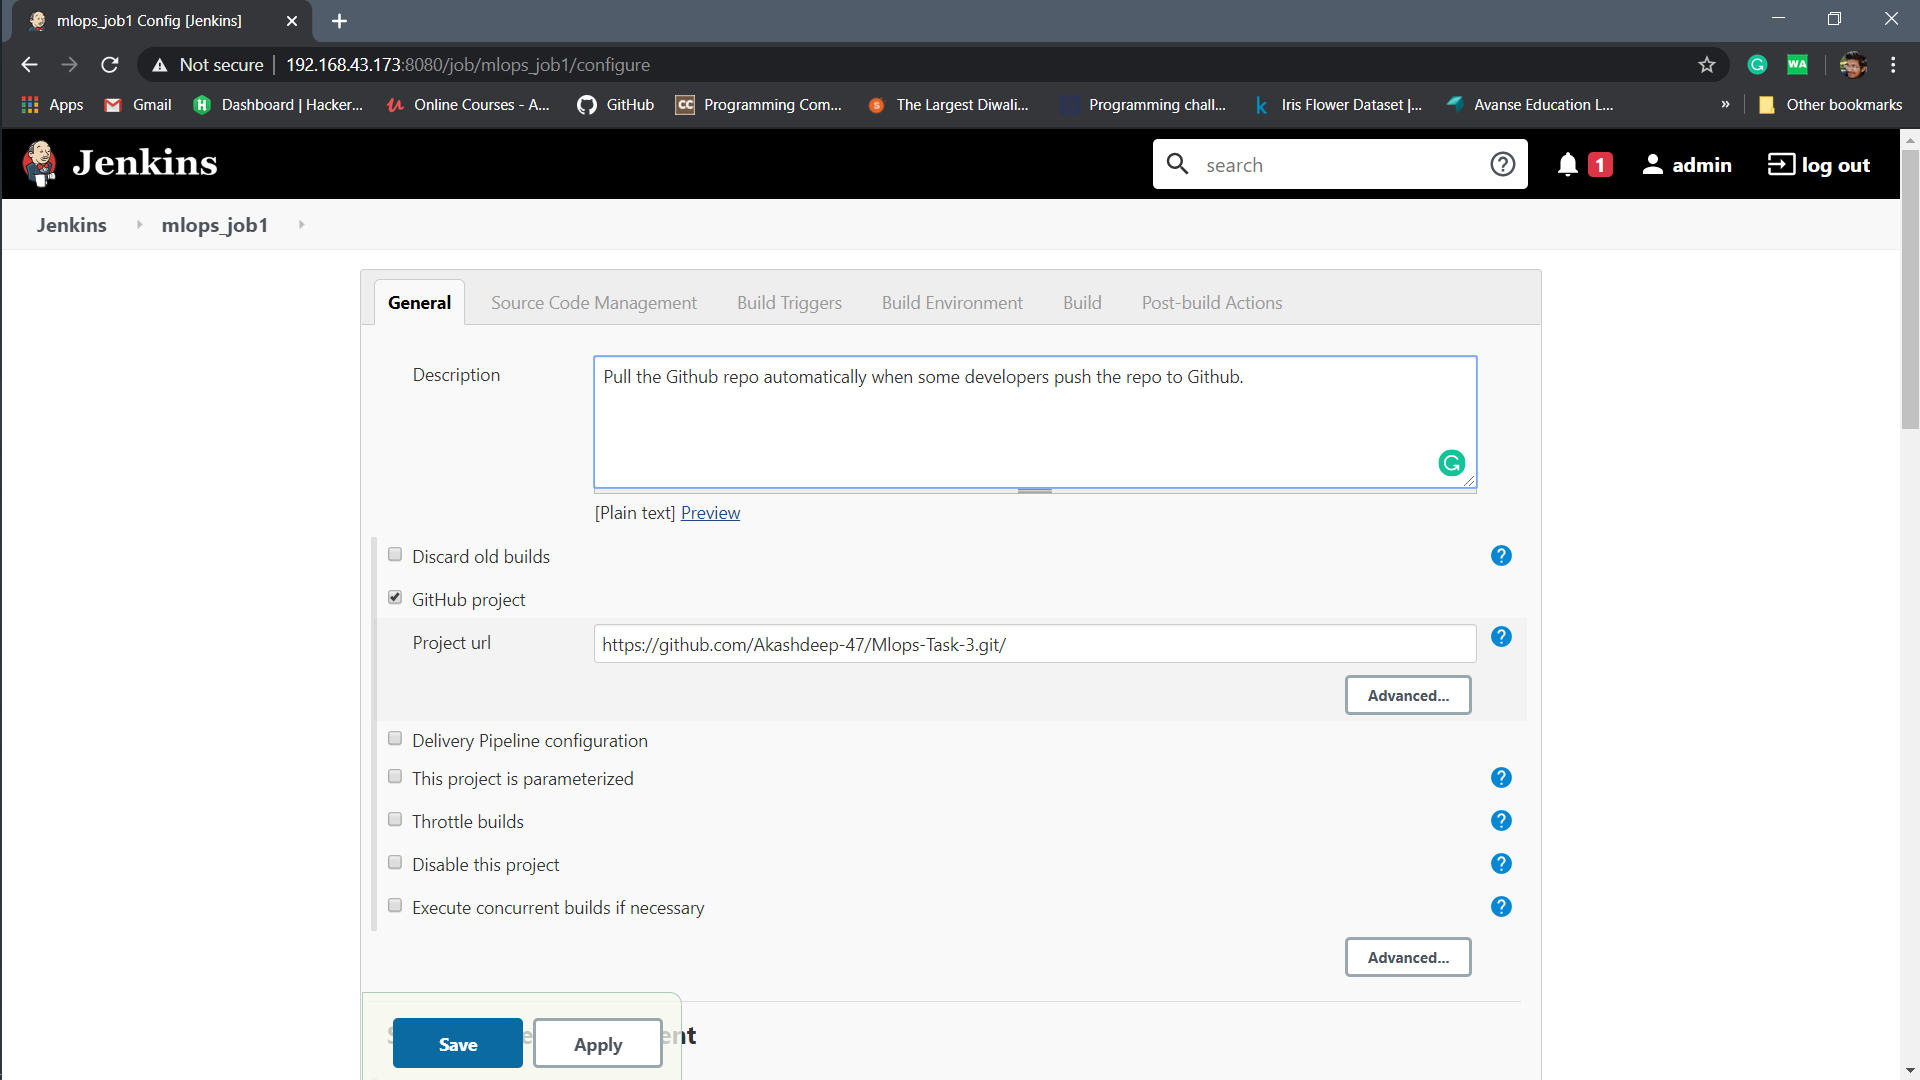 mlops_job1 Config [Jenkins]
Not secure | 192.168.43.173:8080/job/mlops_job1/configure
WA
Apps Gmail Dashboard | Hacker... Online Courses - A... GitHub CC Programming Com... The Largest Diwali... Programming chall... Iris Flower Dataset |... Avanse Education L... » Other bookmarks
Jenkins search 1 admin log out
Jenkins mlops_job1
General Source Code Management Build Triggers Build Environment Build Post-build Actions
Description Pull the Github repo automatically when some developers push the repo to Github.
[Plain text] Preview
Discard old builds
GitHub project
Project url https://github.com/Akashdeep-47/Mlops-Task-3.git/
Advanced...
Delivery Pipeline configuration
This project is parameterized
Throttle builds
Disable this project
Execute concurrent builds if necessary
Advanced...
Save Apply